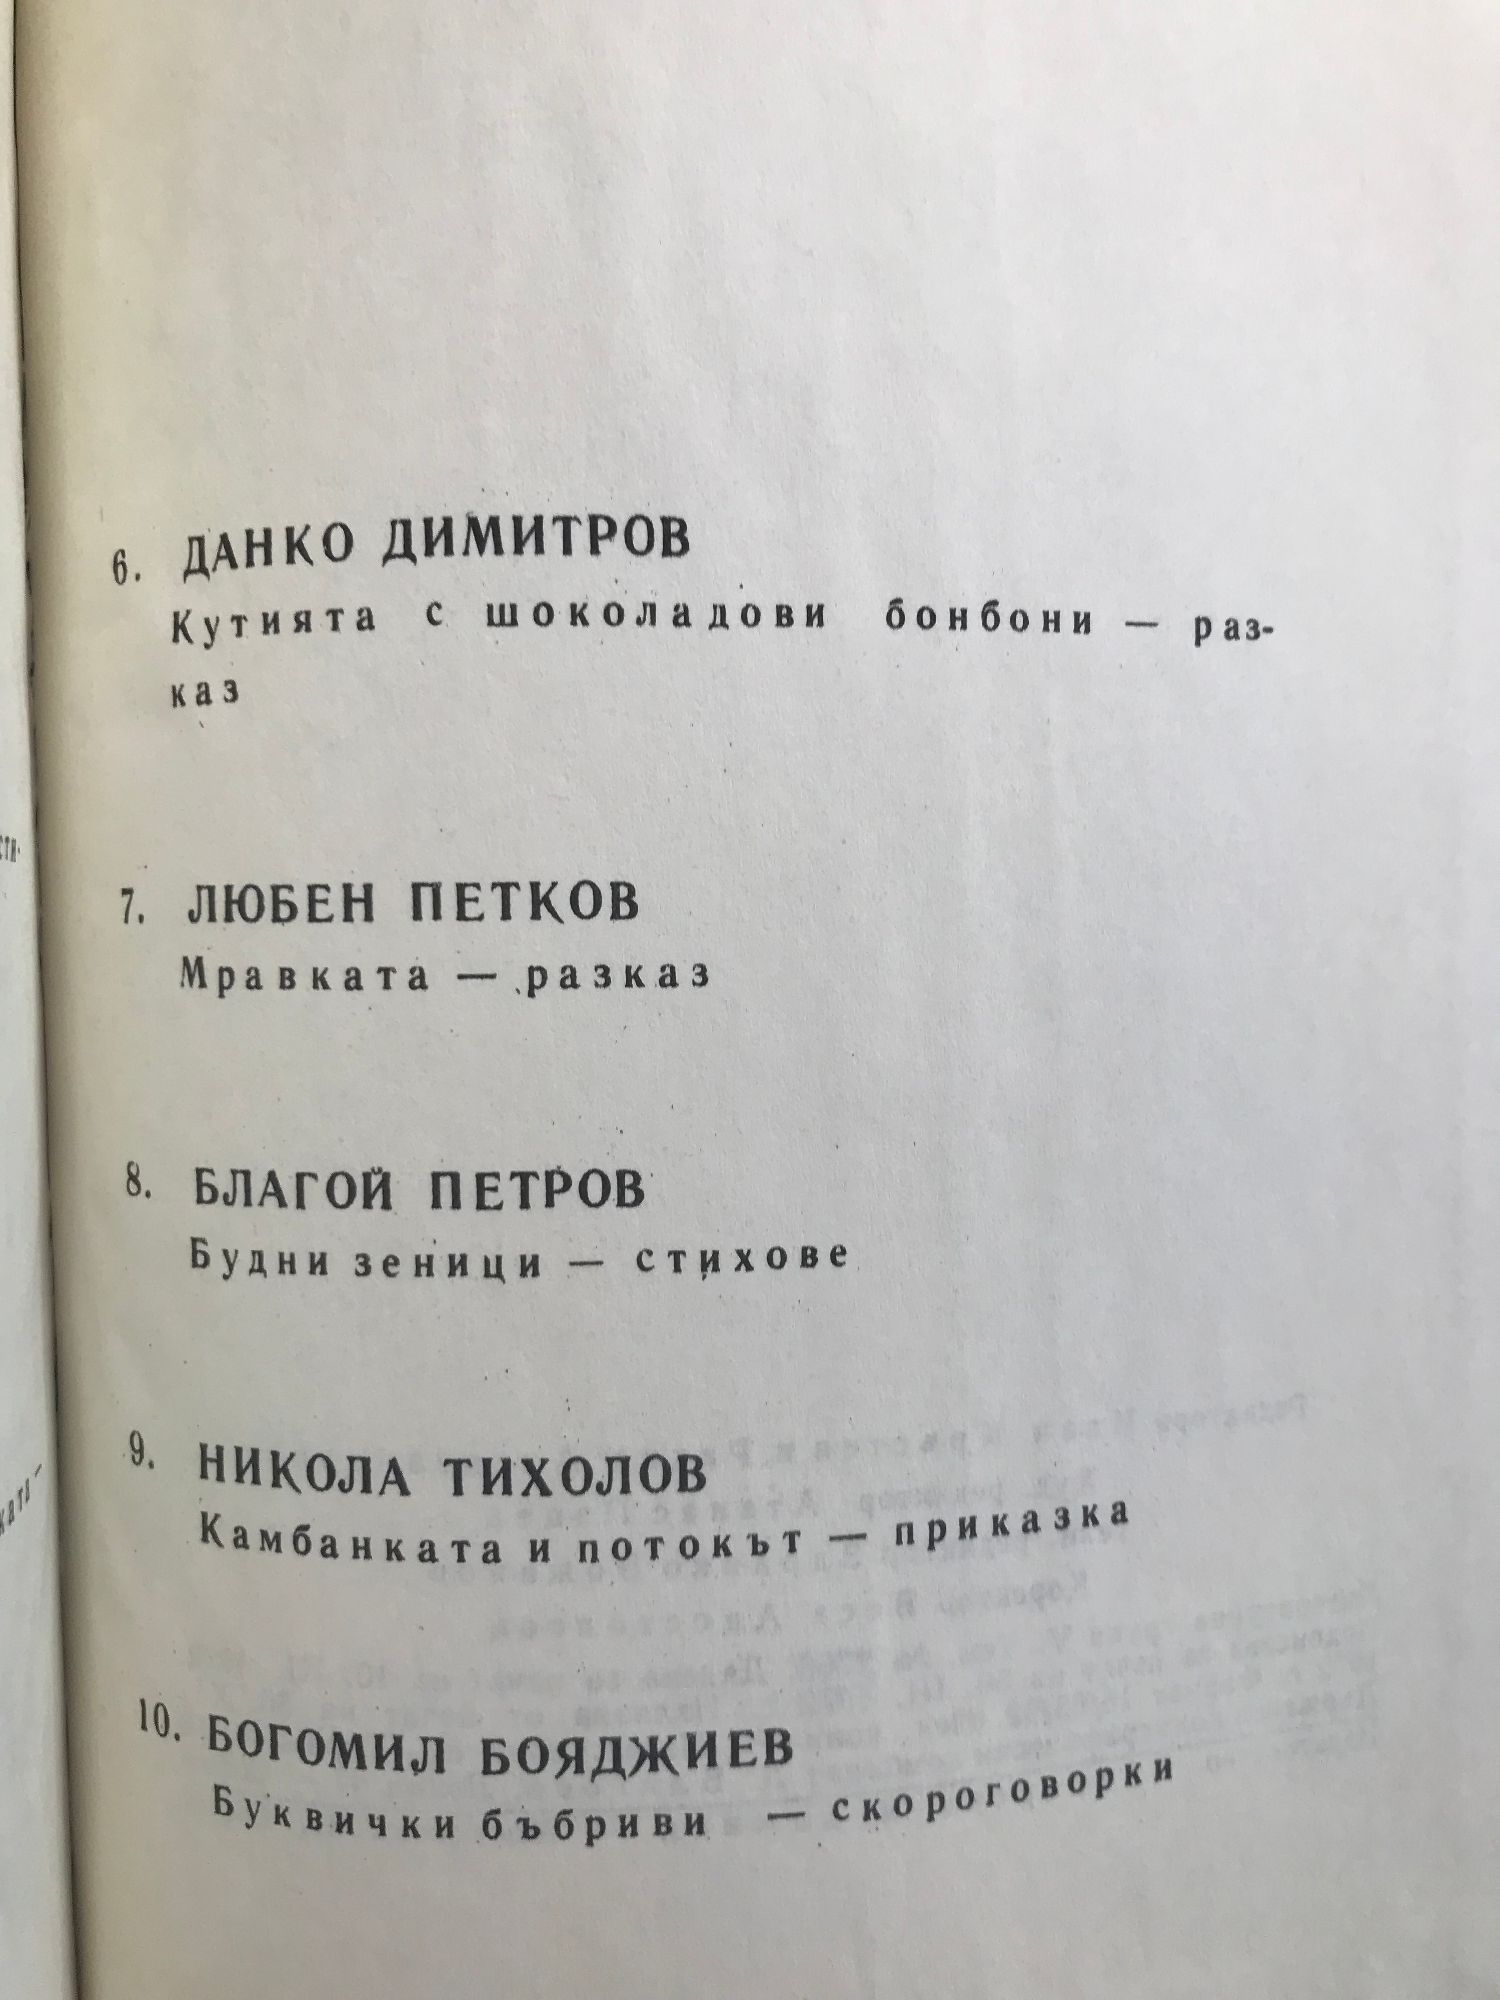 6. ДАНКО ДИМИТРОВ
Кутията с шоколадови бонбони — раз-
каз
7. ЛЮБЕН ПЕТКОВ
Мравката — разказ
8. БЛАГОЙ ПЕТРОВ
Будни зеници — стихове
9. НИКОЛА ТИХОЛОВ
Камбанката и потокът — приказка
10. БОГОМИЛ БОЯДЖИЕВ
Буквички бъбриви — скороговорки